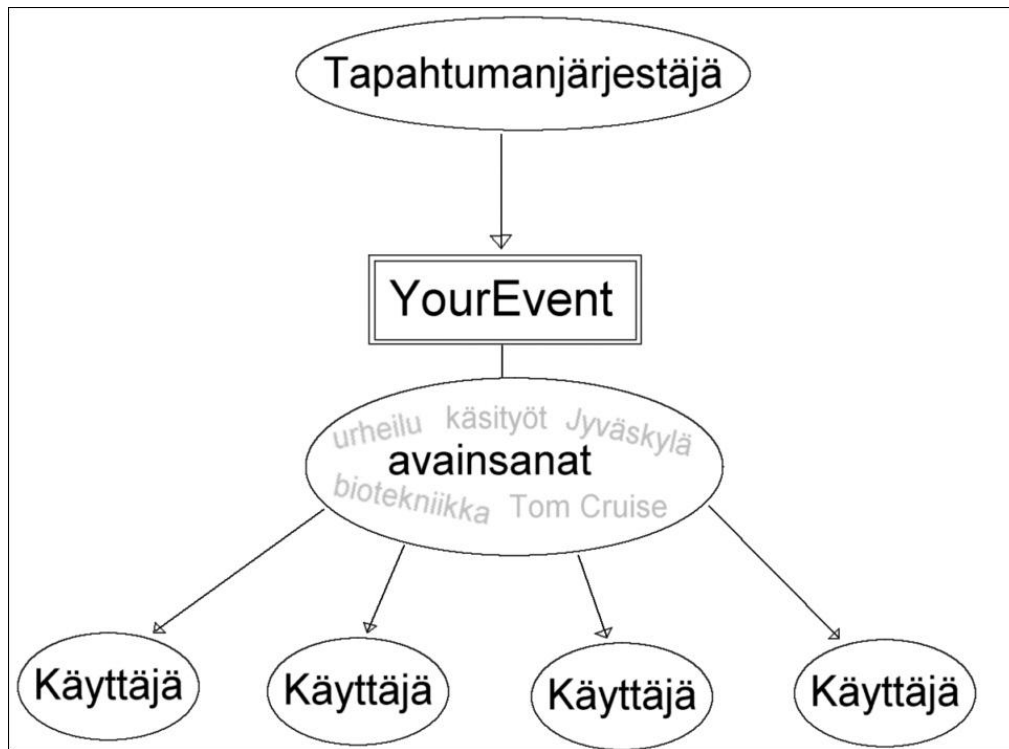 Tapahtumanjärjestäjä
YourEvent
urheilu käsityöt Jyväskylä
avainsanat
biotekniikka Tom Cruise
Käyttäjä Käyttäjä Käyttäjä Käyttäjä